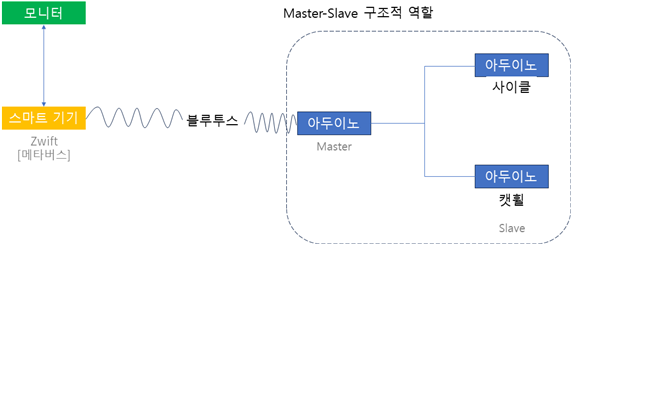 모니터
Master-Slave 구조적 역할
아두이노
사이클
스마트 기기
블루투스
아두이노
Zwift
[메타버스]
Master
아두이노
캣휠
Slave